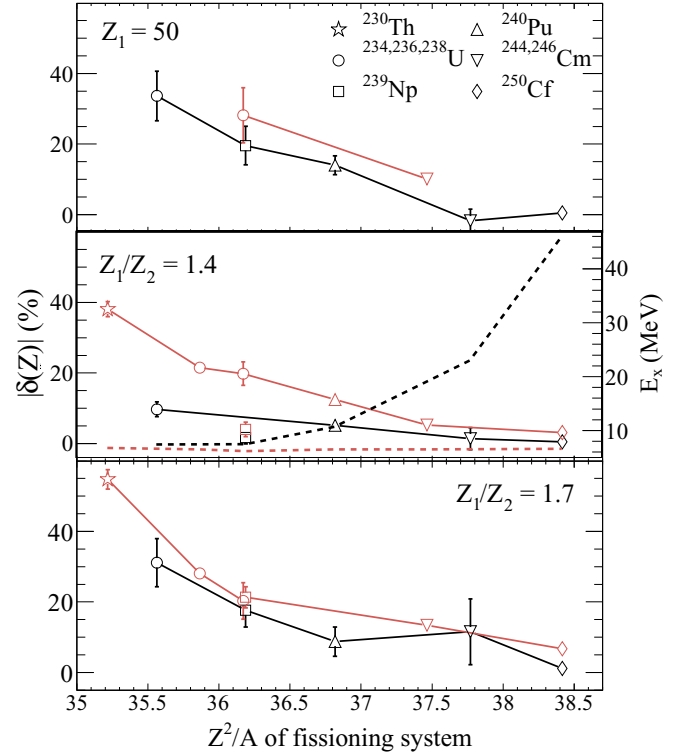 Z₁ = 50
²³⁰Th
²⁴⁰Pu
²³⁴,²³⁶,²³⁸U
²⁴⁴,²⁴⁶Cm
²³⁹Np
²⁵⁰Cf
40
20
0
Z₁/Z₂ = 1.4
40
20
0
40
30
20
10
|δ(Z)| (%)
Eₓ (MeV)
Z₁/Z₂ = 1.7
40
20
0
35 35.5 36 36.5 37 37.5 38 38.5
Z²/A of fissioning system